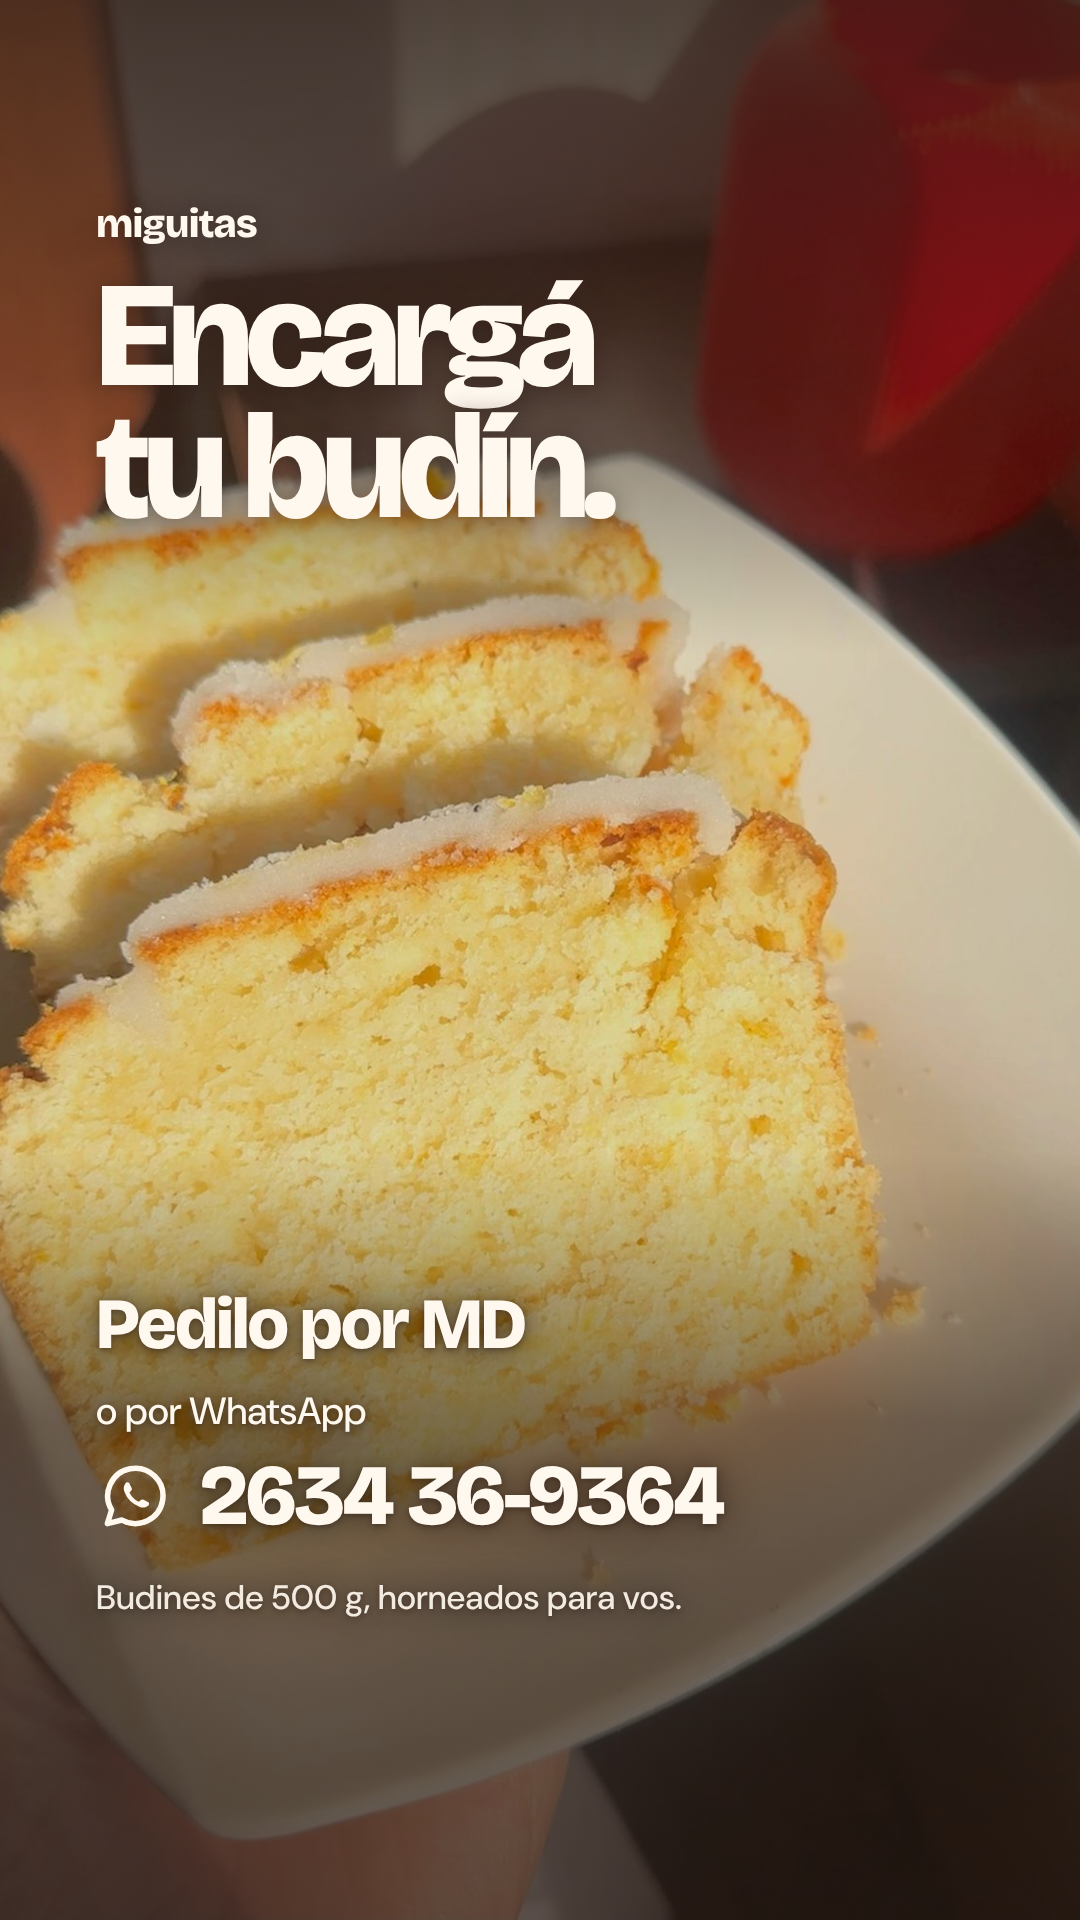 miguitas
Encargá
tu budín.
Pedilo por MD
o por WhatsApp
2634 36-9364
Budines de 500 g, horneados para vos.